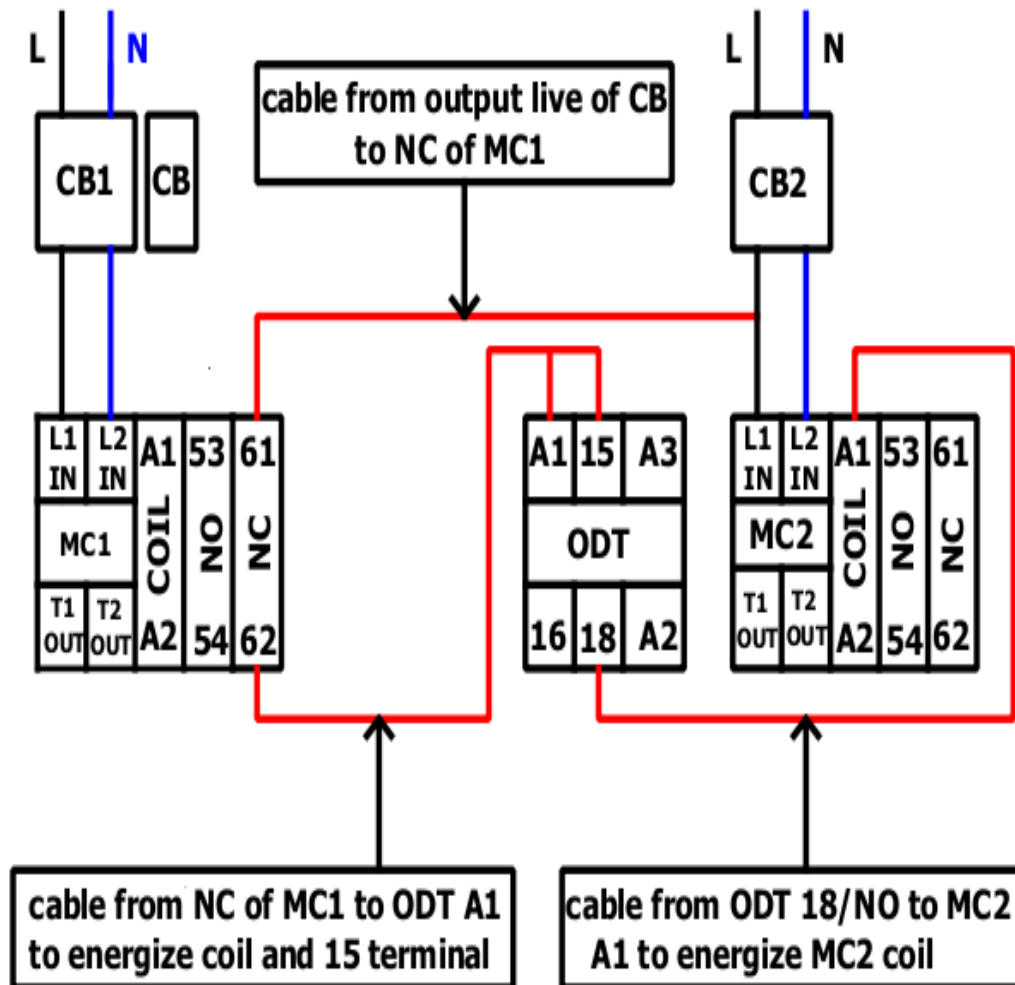 L N
L N
cable from output live of CB
to NC of MC1
CB1 CB
CB2
L1 IN
L2 IN
A1 53 61
MC1
COIL NO NC
T1 OUT
T2 OUT
A2 54 62
A1 15 A3
ODT
16 18 A2
L1 IN
L2 IN
A1 53 61
MC2
COIL NO NC
T1 OUT
T2 OUT
A2 54 62
cable from NC of MC1 to ODT A1
to energize coil and 15 terminal
cable from ODT 18/NO to MC2
A1 to energize MC2 coil